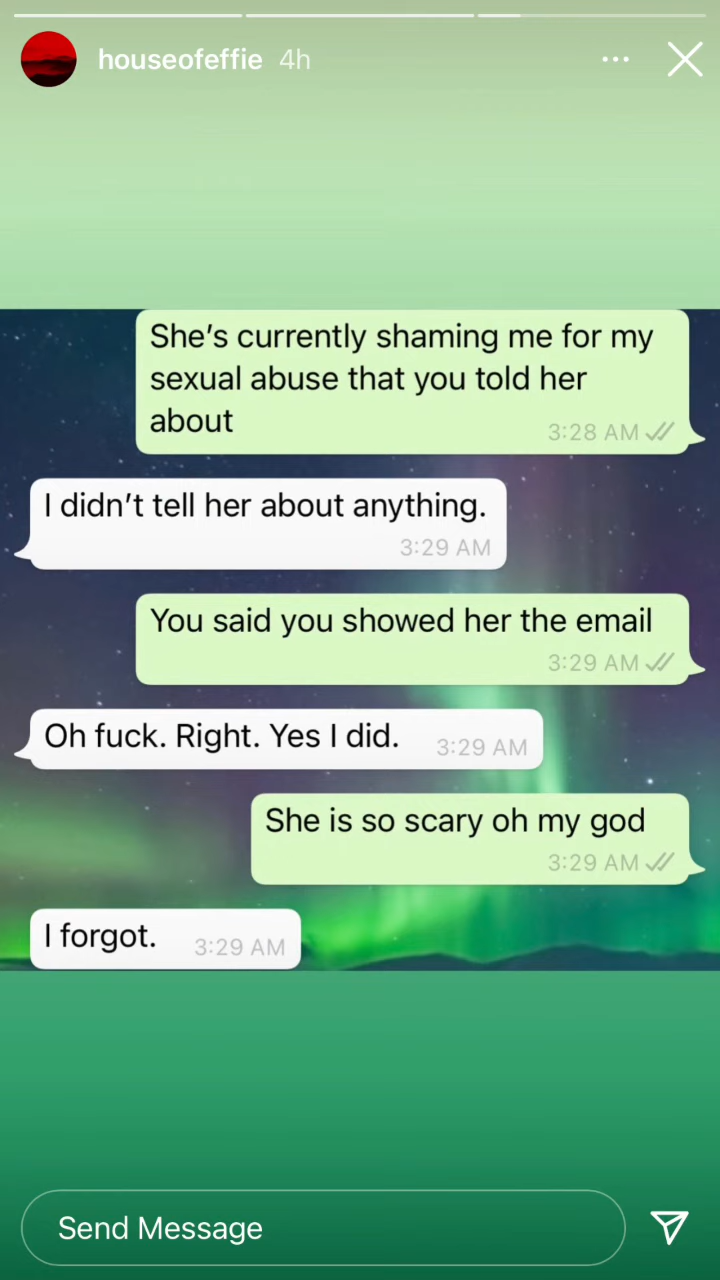 houseofeffie 4h
She's currently shaming me for my
sexual abuse that you told her
about
3:28 AM
I didn't tell her about anything.
3:29 AM
You said you showed her the email
3:29 AM
Oh fuck. Right. Yes I did. 3:29 AM
She is so scary oh my god
3:29 AM
I forgot. 3:29 AM
Send Message